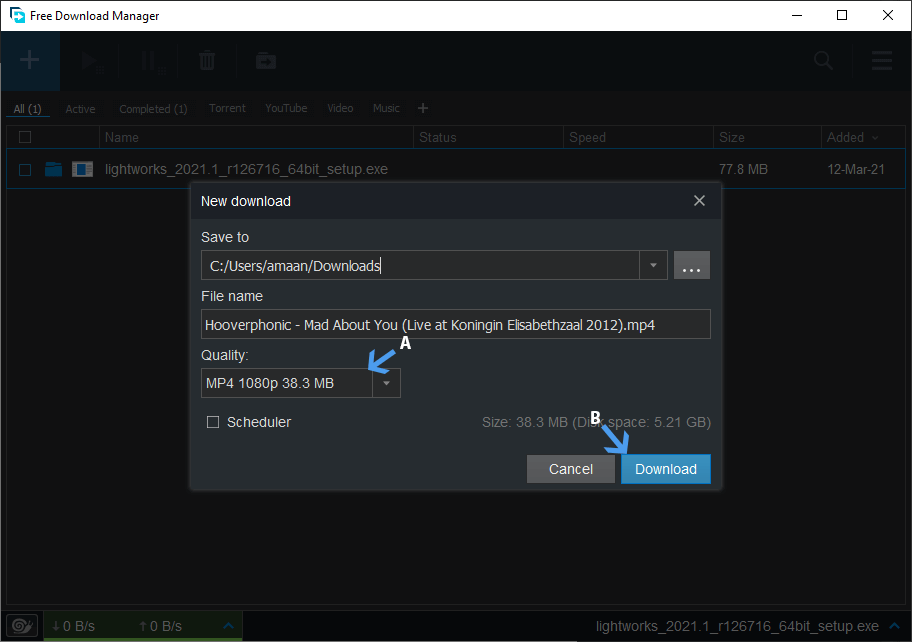 Free Download Manager
All (1) Active Completed (1) Torrent YouTube Video Music +
Name Status Speed Size Added
lightworks_2021.1_r126716_64bit_setup.exe 77.8 MB 12-Mar-21
New download
Save to
C:/Users/amaan/Downloads
...
File name
Hooverphonic - Mad About You (Live at Koningin Elisabethzaal 2012).mp4
Quality:
A
MP4 1080p 38.3 MB
B
Scheduler Size: 38.3 MB (Disk space: 5.21 GB)
Cancel Download
↓0 B/s ↑0 B/s lightworks_2021.1_r126716_64bit_setup.exe